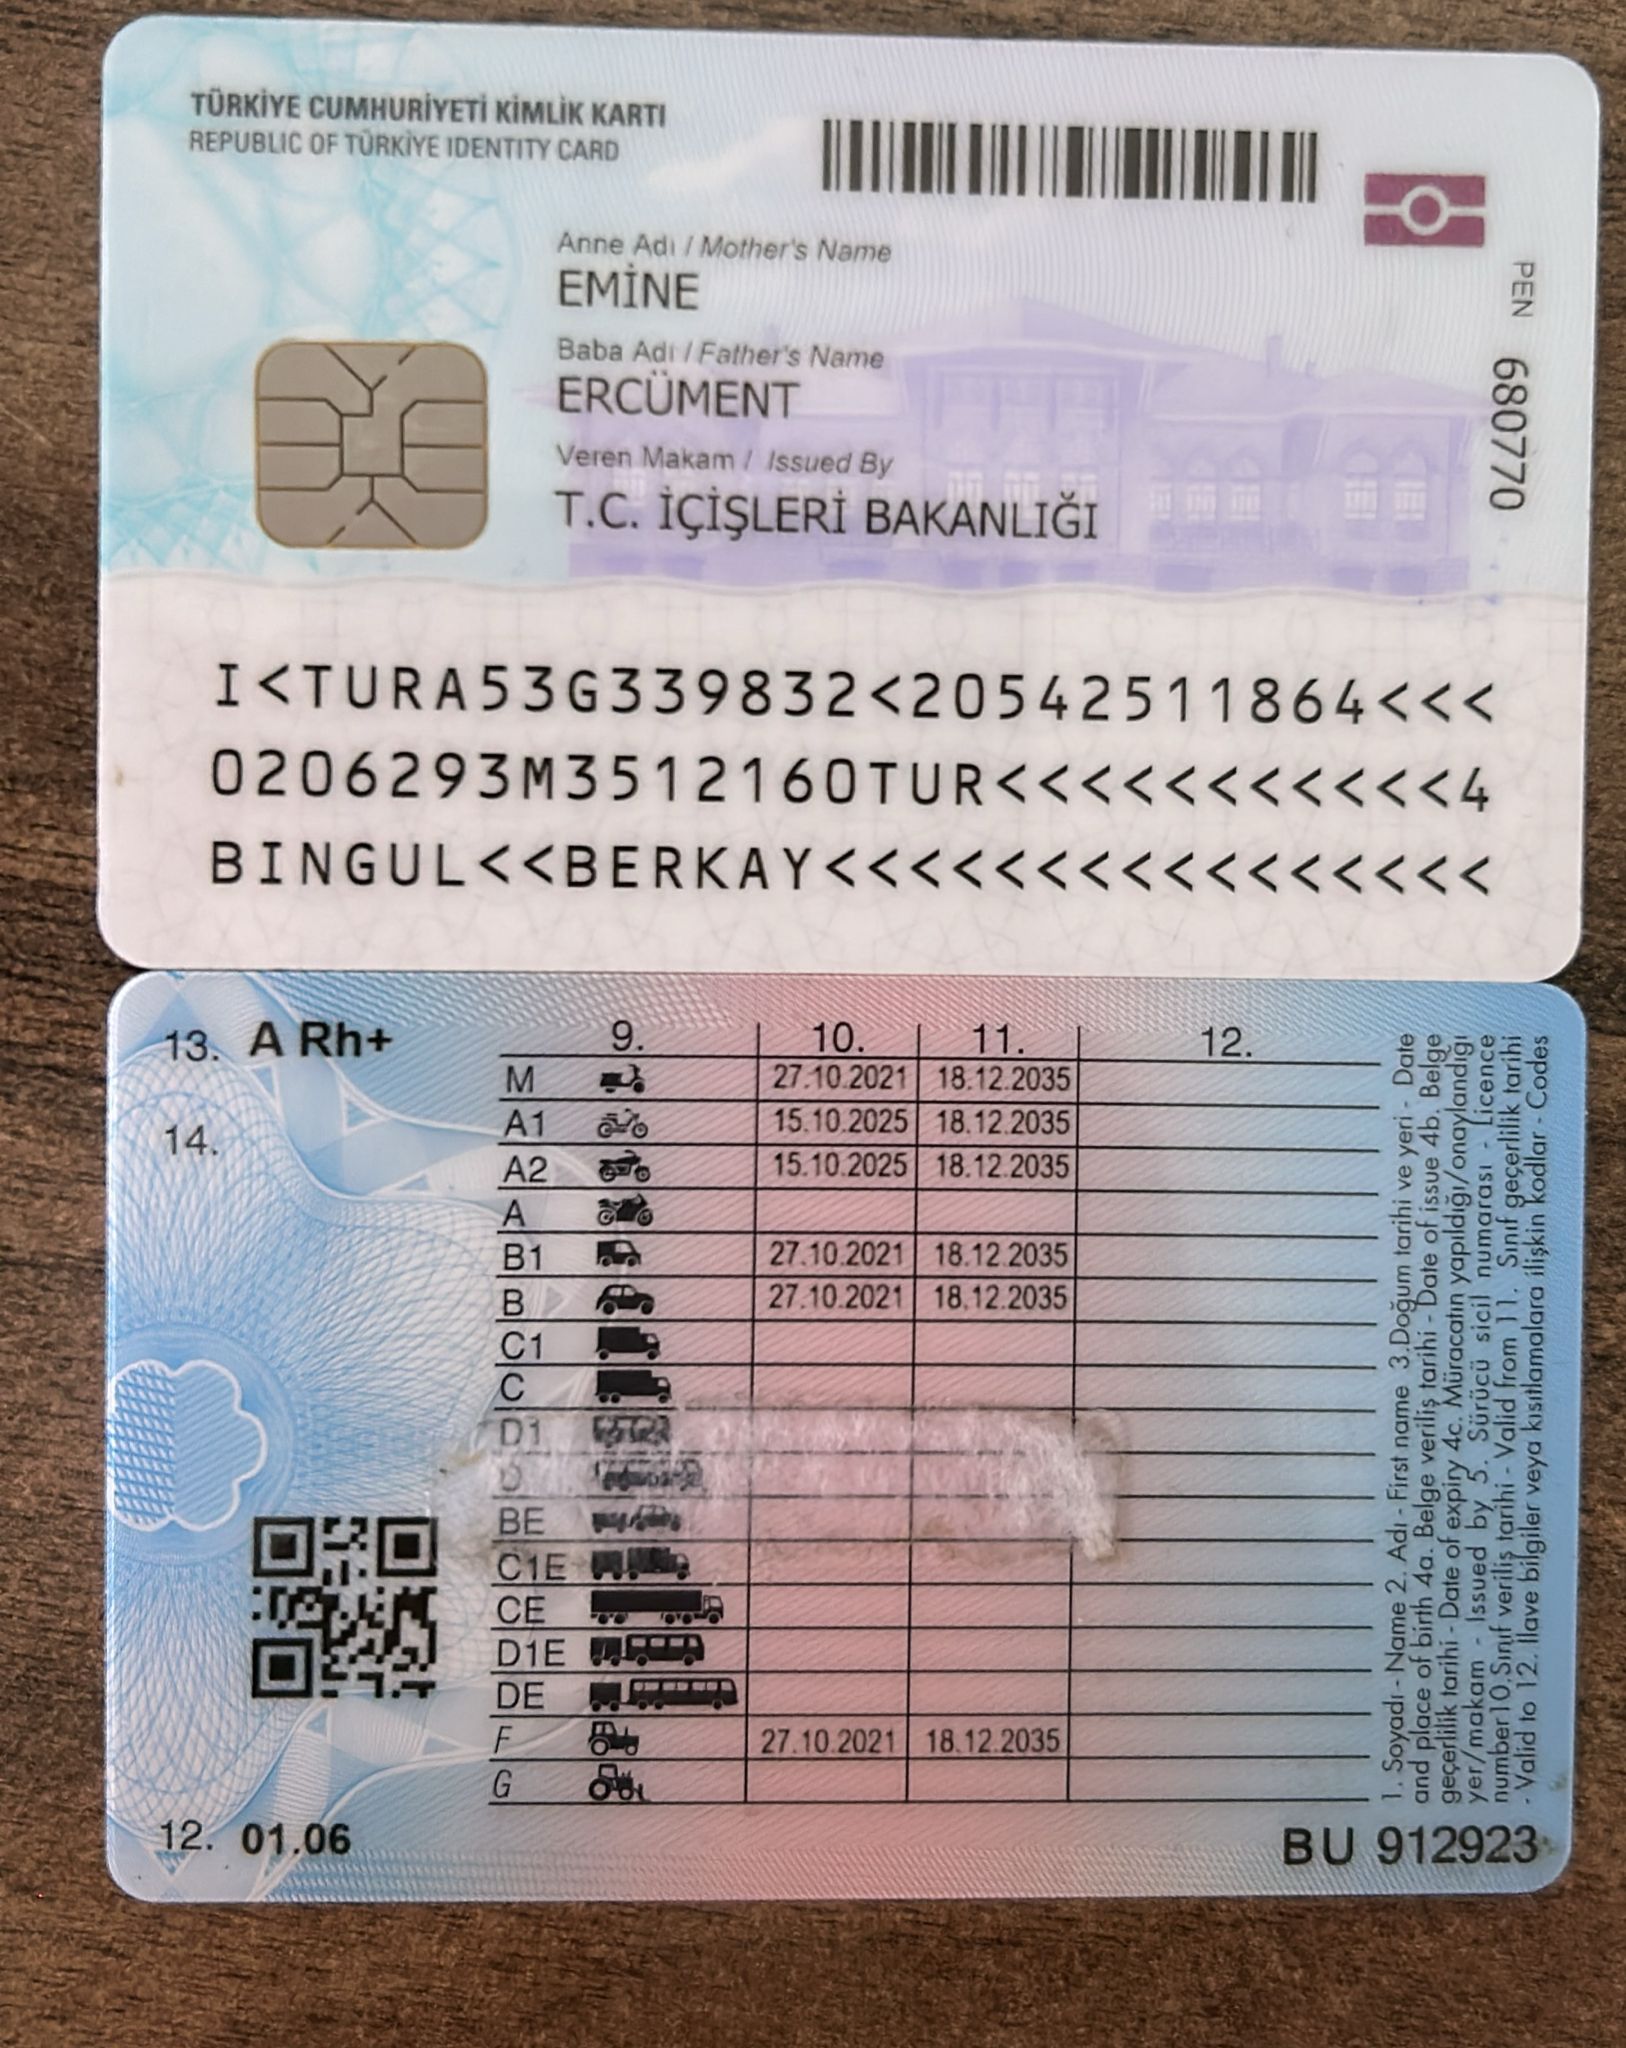 TÜRKİYE CUMHURİYETİ KİMLİK KARTI
REPUBLIC OF TÜRKİYE IDENTITY CARD
Anne Adı / Mother's Name
EMİNE
Baba Adı / Father's Name
ERCÜMENT
Veren Makam / Issued By
T.C. İÇİŞLERİ BAKANLIĞI
PEN 680770
I<TURA53G339832<20542511864<<<
0206293M3512160TUR<<<<<<<<<<<4
BINGUL<<BERKAY<<<<<<<<<<<<<<<<
13. A Rh+
14.
9. 10. 11. 12.
M 27.10.2021 18.12.2035
A1 15.10.2025 18.12.2035
A2 15.10.2025 18.12.2035
A
B1 27.10.2021 18.12.2035
B 27.10.2021 18.12.2035
C1
C
D1
D
BE
C1E
CE
D1E
DE
F 27.10.2021 18.12.2035
G
12. 01.06
BU 912923
1. Soyadı - Name 2. Adı - First name 3.Doğum tarihi ve yeri - Date
and place of birth 4a. Belge veriliş tarihi - Date of issue 4b. Belge
geçerlilik tarihi - Date of expiry 4c. Müracatın yapıldığı/onaylandığı
yer/makam - Issued by 5. Sürücü sicil numarası - Licence
number10.Sınıf veriliş tarihi - Valid from 11. Sınıf geçerlilik tarihi
- Valid to 12. İlave bilgiler veya kısıtlamalara ilişkin kodlar - Codes